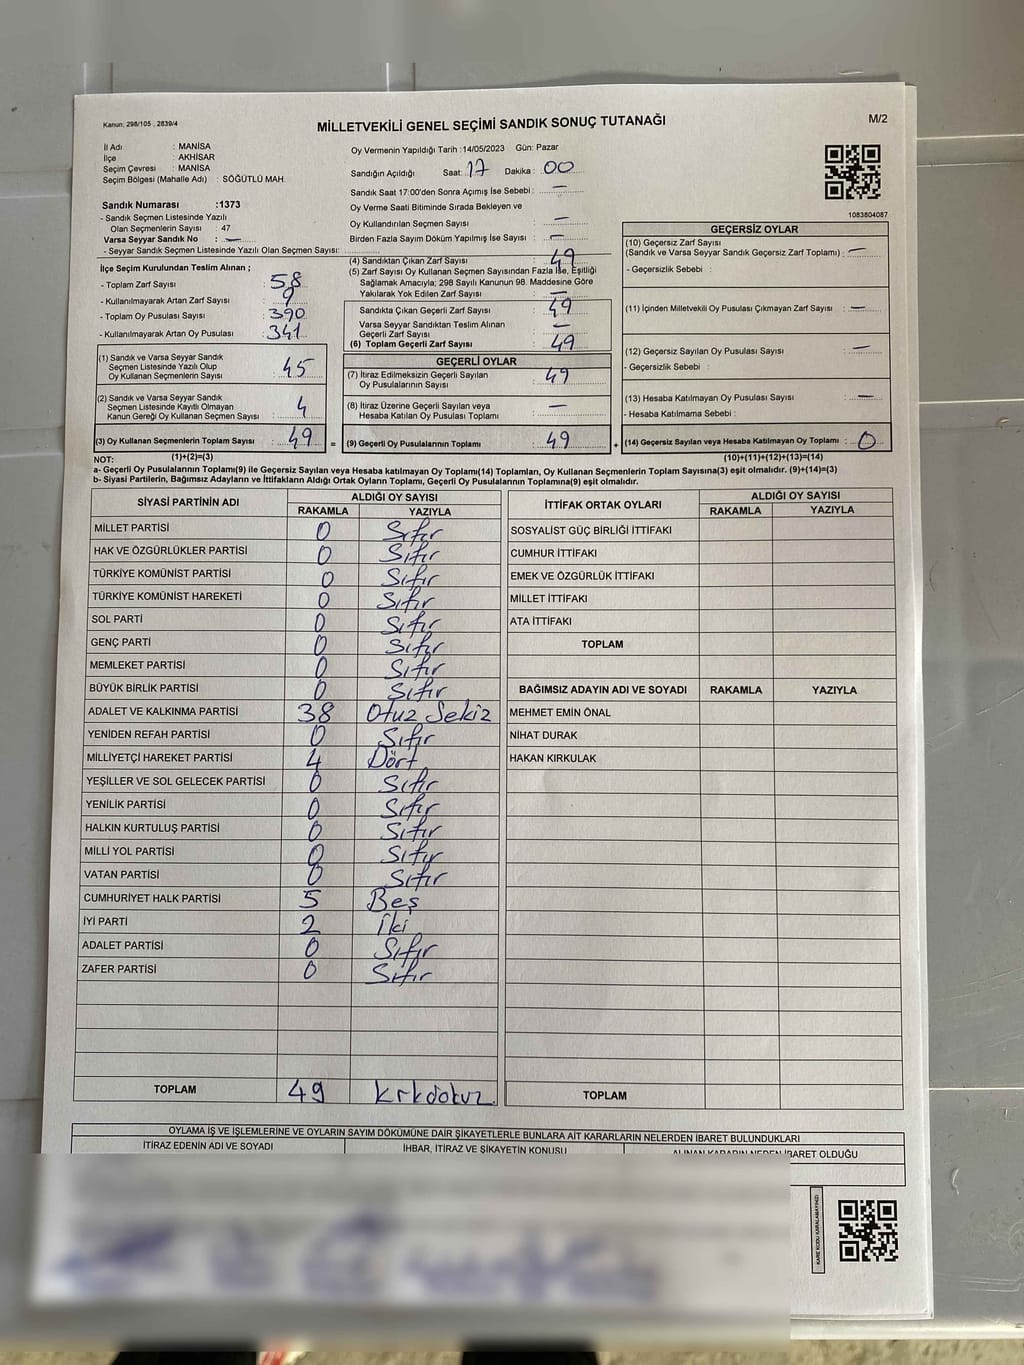 Kanun; 298/105 , 2839/4
MİLLETVEKİLİ GENEL SEÇİMİ SANDIK SONUÇ TUTANAĞI
M/2
İl Adı : MANİSA
İlçe : AKHİSAR
Seçim Çevresi : MANİSA
Seçim Bölgesi (Mahalle Adı) : SÖĞÜTLÜ MAH.
Sandık Numarası :1373
- Sandık Seçmen Listesinde Yazılı
Olan Seçmenlerin Sayısı : 47
Varsa Seyyar Sandık No : —
- Seyyar Sandık Seçmen Listesinde Yazılı Olan Seçmen Sayısı:
Oy Vermenin Yapıldığı Tarih :14/05/2023 Gün: Pazar
Sandığın Açıldığı Saat: 17 Dakika : 00
Sandık Saat 17:00'den Sonra Açımış İse Sebebi : —
Oy Verme Saati Bitiminde Sırada Bekleyen ve
Oy Kullandırılan Seçmen Sayısı —
Birden Fazla Sayım Döküm Yapılmış İse Sayısı : —
1083804087
İlçe Seçim Kurulundan Teslim Alınan ;
- Toplam Zarf Sayısı : 58
- Kullanılmayarak Artan Zarf Sayısı : 9
- Toplam Oy Pusulası Sayısı : 390
- Kullanılmayarak Artan Oy Pusulası : 341
(4) Sandıktan Çıkan Zarf Sayısı : 49
(5) Zarf Sayısı Oy Kullanan Seçmen Sayısından Fazla İse, Eşitliği
Sağlamak Amacıyla; 298 Sayılı Kanunun 98. Maddesine Göre
Yakılarak Yok Edilen Zarf Sayısı : —
Sandıkta Çıkan Geçerli Zarf Sayısı : 49
Varsa Seyyar Sandıktan Teslim Alınan
Geçerli Zarf Sayısı : —
(6) Toplam Geçerli Zarf Sayısı : 49
GEÇERSİZ OYLAR
(10) Geçersiz Zarf Sayısı
(Sandık ve Varsa Seyyar Sandık Geçersiz Zarf Toplamı) : —
- Geçersizlik Sebebi :
(11) İçinden Milletvekili Oy Pusulası Çıkmayan Zarf Sayısı : —
(12) Geçersiz Sayılan Oy Pusulası Sayısı : —
- Geçersizlik Sebebi :
(13) Hesaba Katılmayan Oy Pusulası Sayısı : —
- Hesaba Katılmama Sebebi :
(14) Geçersiz Sayılan veya Hesaba Katılmayan Oy Toplamı : 0
(10)+(11)+(12)+(13)=(14)
(1) Sandık ve Varsa Seyyar Sandık
Seçmen Listesinde Yazılı Olup
Oy Kullanan Seçmenlerin Sayısı : 45
(2) Sandık ve Varsa Seyyar Sandık
Seçmen Listesinde Kayıtlı Olmayan
Kanun Gereği Oy Kullanan Seçmen Sayısı : 4
(3) Oy Kullanan Seçmenlerin Toplam Sayısı : 49 =
GEÇERLİ OYLAR
(7) İtiraz Edilmeksizin Geçerli Sayılan
Oy Pusulalarının Sayısı : 49
(8) İtiraz Üzerine Geçerli Sayılan veya
Hesaba Katılan Oy Pusulası Toplamı : —
(9) Geçerli Oy Pusulalarının Toplamı : 49 +
NOT: (1)+(2)=(3)
a- Geçerli Oy Pusulalarının Toplamı(9) ile Geçersiz Sayılan veya Hesaba katılmayan Oy Toplamı(14) Toplamları, Oy Kullanan Seçmenlerin Toplam Sayısına(3) eşit olmalıdır. (9)+(14)=(3)
b- Siyasi Partilerin, Bağımsız Adayların ve İttifakların Aldığı Ortak Oyların Toplamı, Geçerli Oy Pusulalarının Toplamına(9) eşit olmalıdır.
SİYASİ PARTİNİN ADI ALDIĞI OY SAYISI
RAKAMLA YAZIYLA
MİLLET PARTİSİ 0 Sıfır
HAK VE ÖZGÜRLÜKLER PARTİSİ 0 Sıfır
TÜRKİYE KOMÜNİST PARTİSİ 0 Sıfır
TÜRKİYE KOMÜNİST HAREKETİ 0 Sıfır
SOL PARTİ 0 Sıfır
GENÇ PARTİ 0 Sıfır
MEMLEKET PARTİSİ 0 Sıfır
BÜYÜK BİRLİK PARTİSİ 0 Sıfır
ADALET VE KALKINMA PARTİSİ 38 Otuz Sekiz
YENİDEN REFAH PARTİSİ 0 Sıfır
MİLLİYETÇİ HAREKET PARTİSİ 4 Dört
YEŞİLLER VE SOL GELECEK PARTİSİ 0 Sıfır
YENİLİK PARTİSİ 0 Sıfır
HALKIN KURTULUŞ PARTİSİ 0 Sıfır
MİLLİ YOL PARTİSİ 0 Sıfır
VATAN PARTİSİ 0 Sıfır
CUMHURİYET HALK PARTİSİ 5 Beş
İYİ PARTİ 2 İki
ADALET PARTİSİ 0 Sıfır
ZAFER PARTİSİ 0 Sıfır
TOPLAM 49 krkdokuz
İTTİFAK ORTAK OYLARI ALDIĞI OY SAYISI
RAKAMLA YAZIYLA
SOSYALİST GÜÇ BİRLİĞİ İTTİFAKI
CUMHUR İTTİFAKI
EMEK VE ÖZGÜRLÜK İTTİFAKI
MİLLET İTTİFAKI
ATA İTTİFAKI
TOPLAM
BAĞIMSIZ ADAYIN ADI VE SOYADI RAKAMLA YAZIYLA
MEHMET EMİN ÖNAL
NİHAT DURAK
HAKAN KIRKULAK
TOPLAM
OYLAMA İŞ VE İŞLEMLERİNE VE OYLARIN SAYIM DÖKÜMÜNE DAİR ŞİKAYETLERLE BUNLARA AİT KARARLARIN NELERDEN İBARET BULUNDUKLARI
İTİRAZ EDENİN ADI VE SOYADI İHBAR, İTİRAZ VE ŞİKAYETİN KONUSU ALINAN KARARIN NEDEN İBARET OLDUĞU
KARE KODU KARALAMAYINIZ!